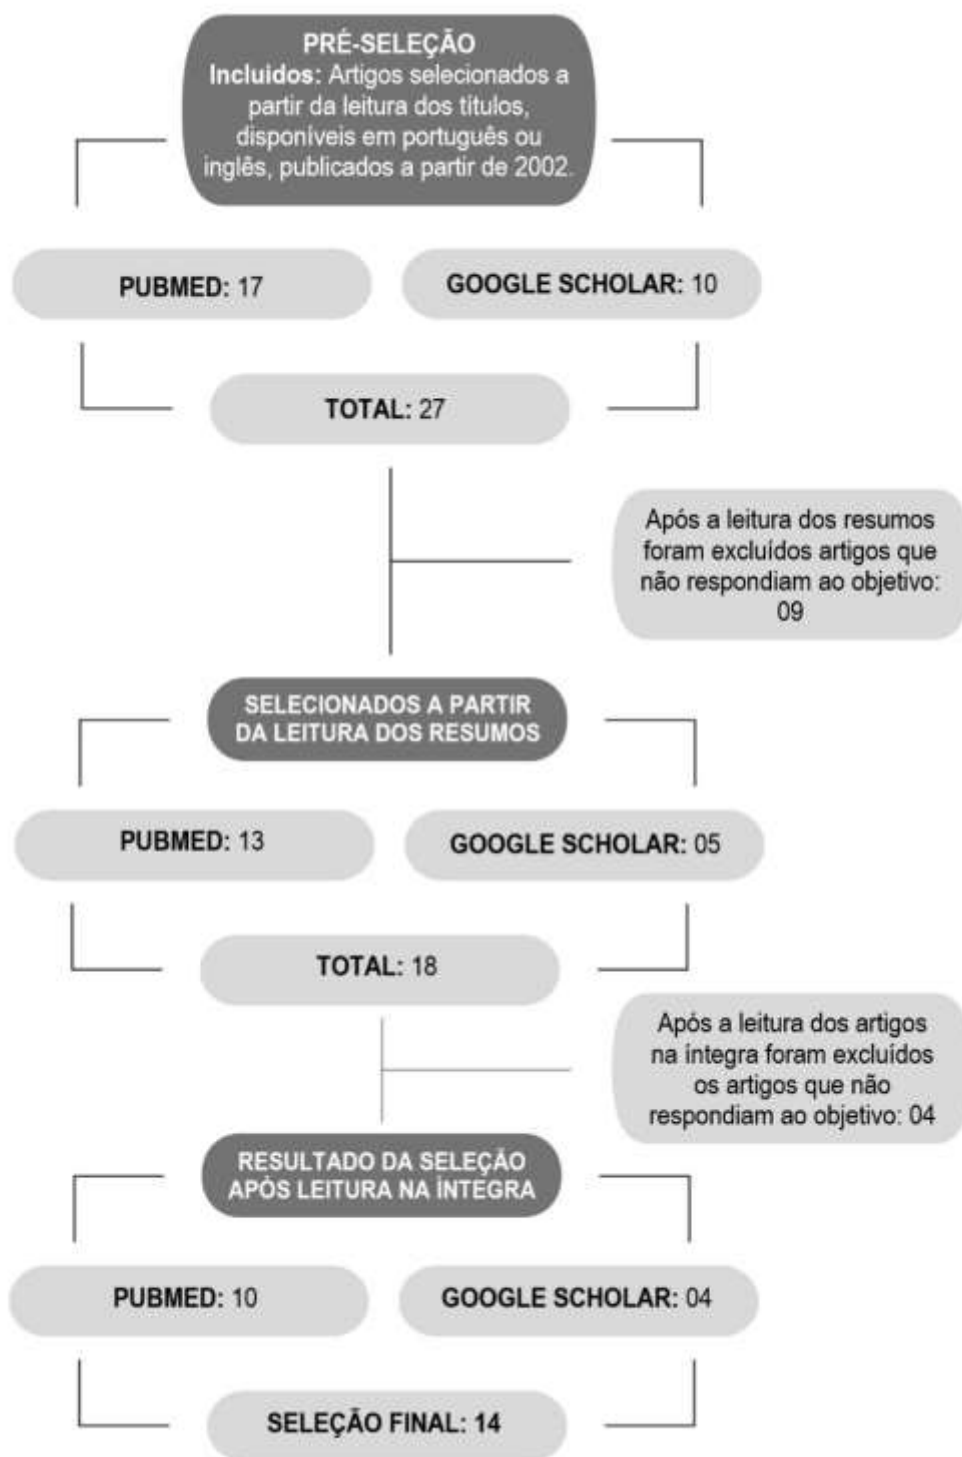 PRÉ-SELEÇÃO
Incluidos: Artigos selecionados a
partir da leitura dos títulos,
disponíveis em português ou
inglês, publicados a partir de 2002.
PUBMED: 17
GOOGLE SCHOLAR: 10
TOTAL: 27
Após a leitura dos resumos
foram excluídos artigos que
não respondiam ao objetivo:
09
SELECIONADOS A PARTIR
DA LEITURA DOS RESUMOS
PUBMED: 13
GOOGLE SCHOLAR: 05
TOTAL: 18
Após a leitura dos artigos
na íntegra foram excluídos
os artigos que não
respondiam ao objetivo: 04
RESULTADO DA SELEÇÃO
APÓS LEITURA NA ÍNTEGRA
PUBMED: 10
GOOGLE SCHOLAR: 04
SELEÇÃO FINAL: 14